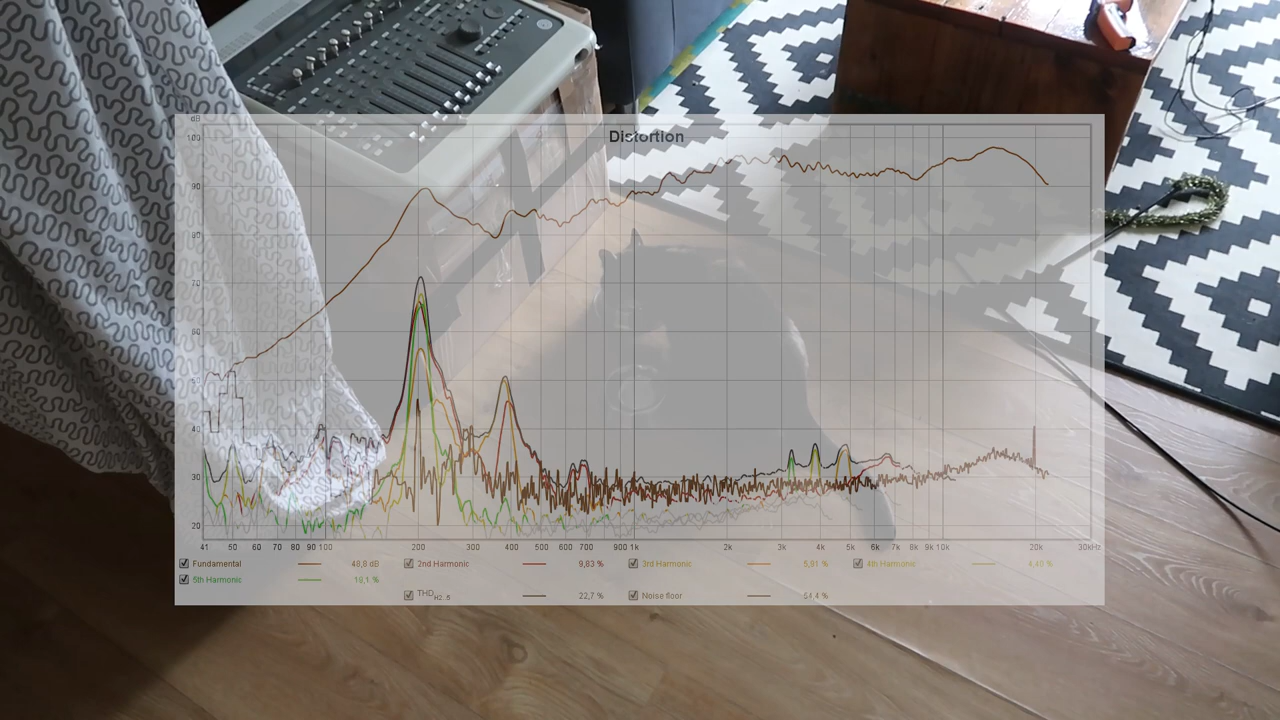 dB
Distortion
100
90
80
70
60
50
40
30
20
41 50 60 70 80 90 100 200 300 400 500 600 700 900 1k 2k 3k 4k 5k 6k 7k 8k 9k 10k 20k 30kHz
Fundamental 48,8 dB 2nd Harmonic 9,83 % 3rd Harmonic 5,91 % 4th Harmonic 4,40 %
5th Harmonic 19,1 %
THD H2..5 22,7 % Noise floor 54,4 %